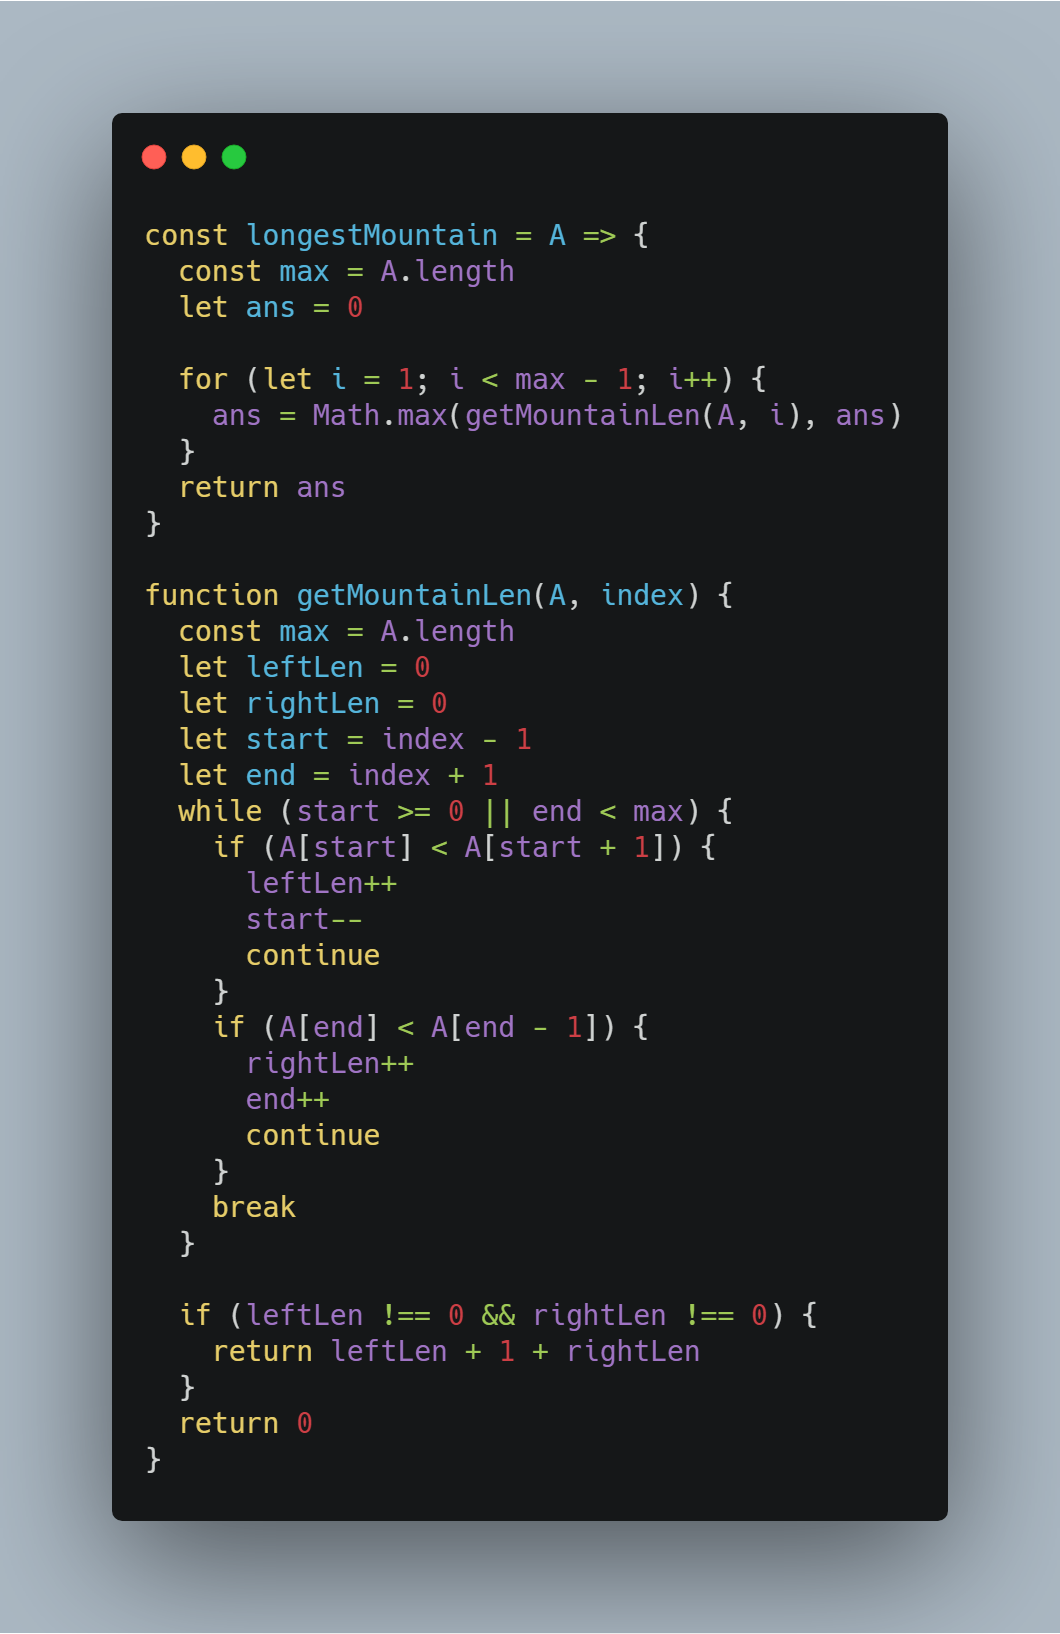 const longestMountain = A => {
  const max = A.length
  let ans = 0

  for (let i = 1; i < max - 1; i++) {
    ans = Math.max(getMountainLen(A, i), ans)
  }
  return ans
}

function getMountainLen(A, index) {
  const max = A.length
  let leftLen = 0
  let rightLen = 0
  let start = index - 1
  let end = index + 1
  while (start >= 0 || end < max) {
    if (A[start] < A[start + 1]) {
      leftLen++
      start--
      continue
    }
    if (A[end] < A[end - 1]) {
      rightLen++
      end++
      continue
    }
    break
  }

  if (leftLen !== 0 && rightLen !== 0) {
    return leftLen + 1 + rightLen
  }
  return 0
}